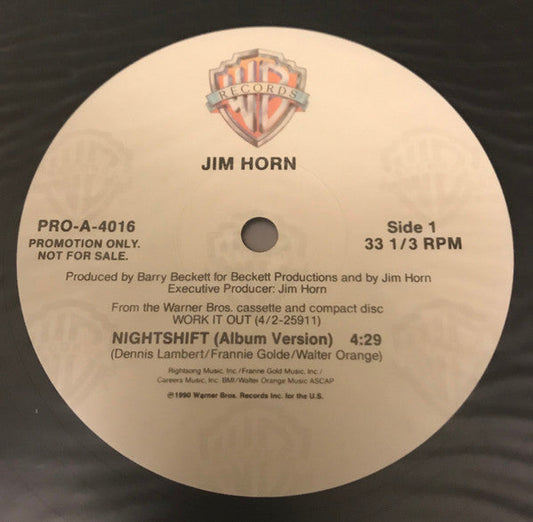 WB
RECORDS
JIM HORN
PRO-A-4016
PROMOTION ONLY.
NOT FOR SALE.
Side 1
33 1/3 RPM
Produced by Barry Beckett for Beckett Productions and by Jim Horn
Executive Producer: Jim Horn
From the Warner Bros. cassette and compact disc
WORK IT OUT (4/2-25911)
NIGHTSHIFT (Album Version) 4:29
(Dennis Lambert/Frannie Golde/Walter Orange)
Rightsong Music, Inc./Franne Gold Music, Inc./
Careers Music, Inc. BMI/Walter Orange Music ASCAP
℗1990 Warner Bros. Records Inc. for the U.S.